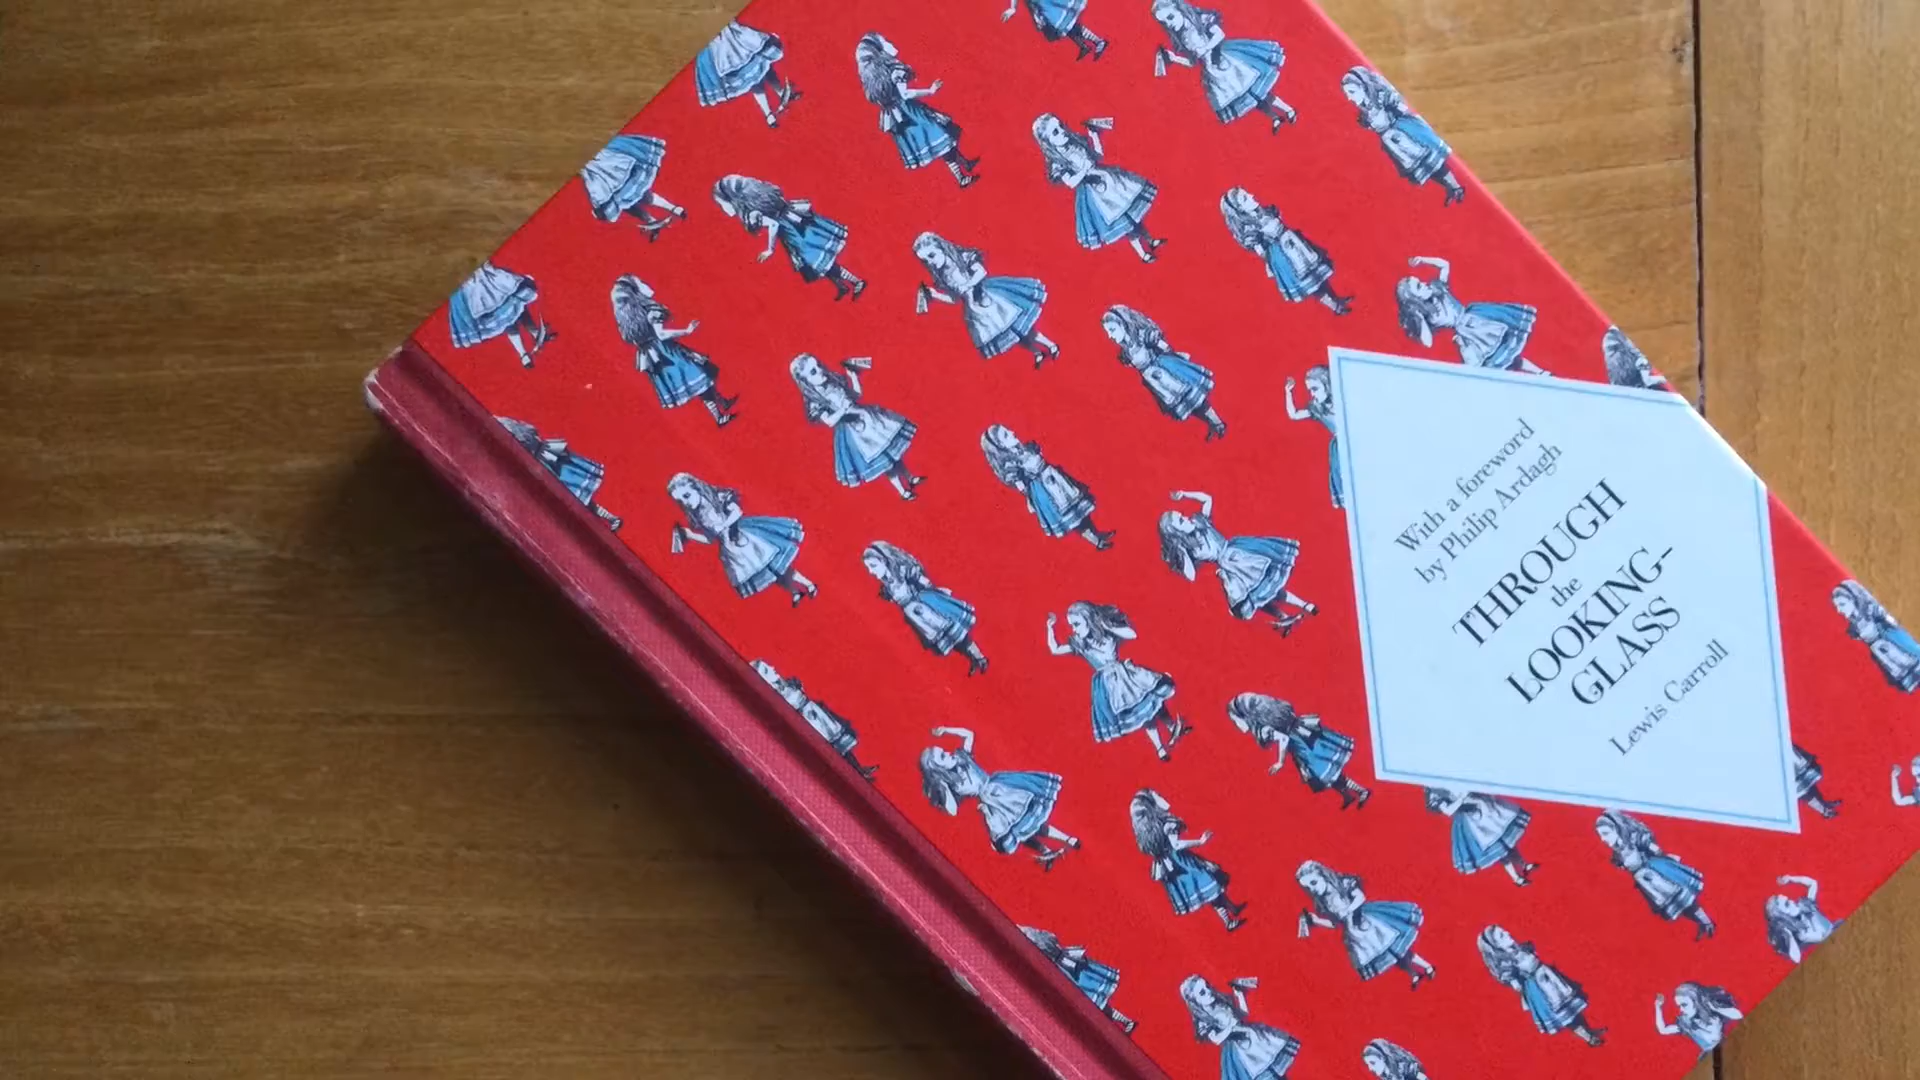 With a foreword
by Philip Ardagh
THROUGH
the
LOOKING-
GLASS
Lewis Carroll